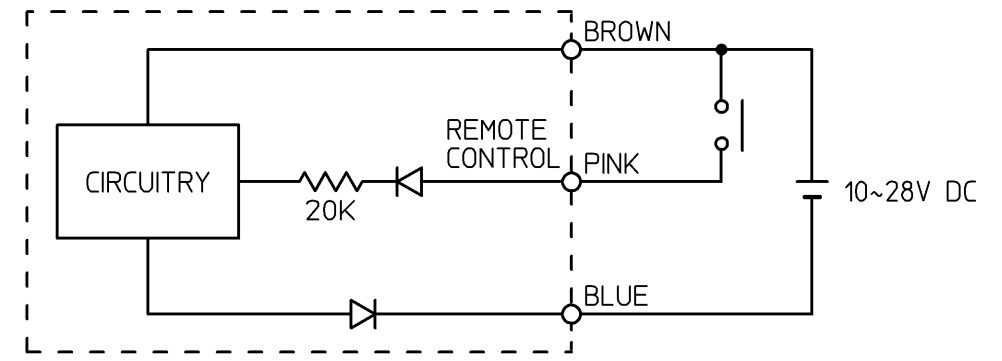 BROWN
REMOTE
CONTROL
PINK
CIRCUITRY
20K
10~28V DC
BLUE